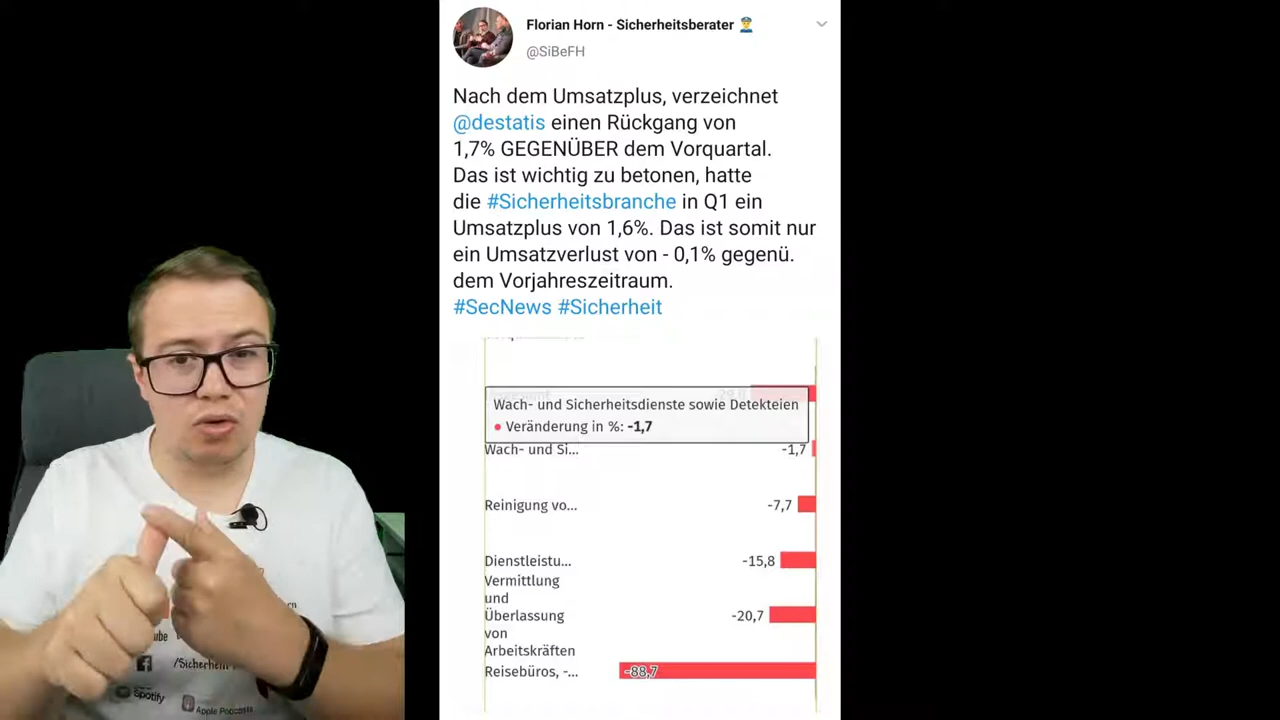 Florian Horn - Sicherheitsberater 👮‍♂️
@SiBeFH
Nach dem Umsatzplus, verzeichnet
@destatis einen Rückgang von
1,7% GEGENÜBER dem Vorquartal.
Das ist wichtig zu betonen, hatte
die #Sicherheitsbranche in Q1 ein
Umsatzplus von 1,6%. Das ist somit nur
ein Umsatzverlust von - 0,1% gegenü.
dem Vorjahreszeitraum.
#SecNews #Sicherheit
Wach- und Sicherheitsdienste sowie Detekteien
Veränderung in %: -1,7
Wach- und Si... -1,7
Reinigung vo... -7,7
Dienstleistu... -15,8
Vermittlung
und
Überlassung -20,7
von
Arbeitskräften
Reisebüros, -... -88,7
/Sicherhei
Spotify
Apple Podcasts